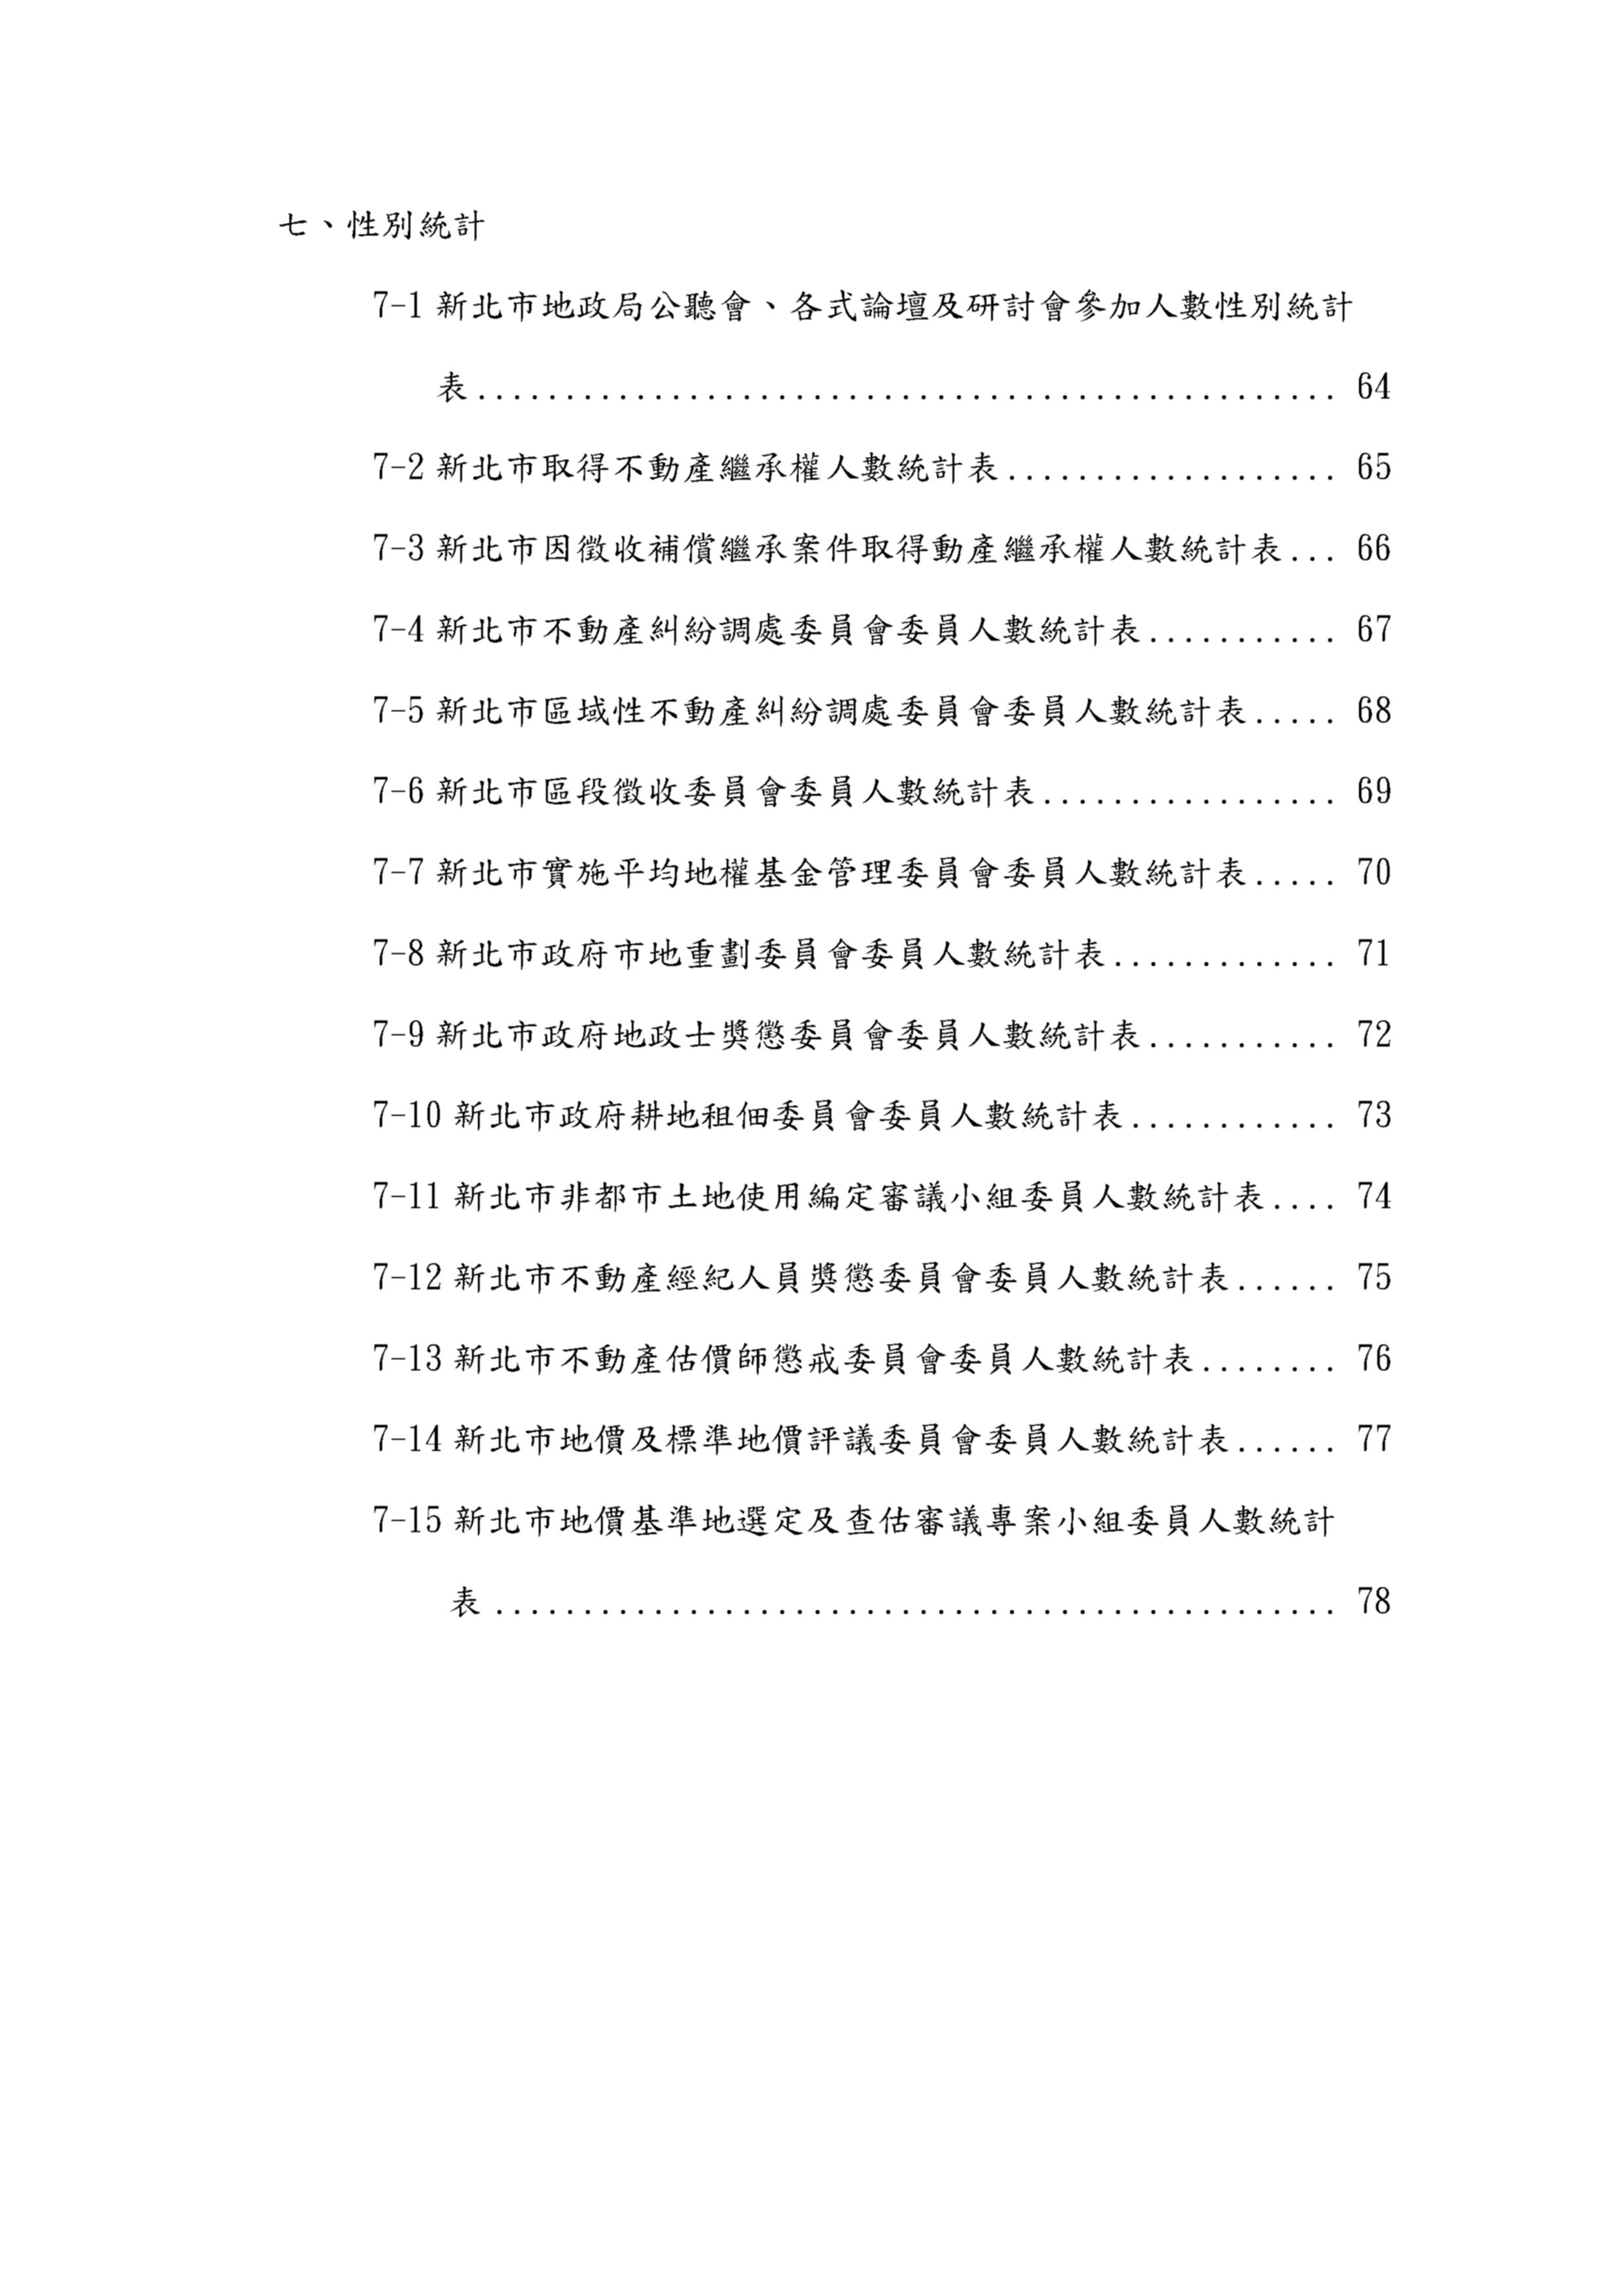 七、性別統計
7-1 新北市地政局公聽會、各式論壇及研討會參加人數性別統計
表................................................. 64
7-2 新北市取得不動產繼承權人數統計表................... 65
7-3 新北市因徵收補償繼承案件取得動產繼承權人數統計表... 66
7-4 新北市不動產糾紛調處委員會委員人數統計表........... 67
7-5 新北市區域性不動產糾紛調處委員會委員人數統計表..... 68
7-6 新北市區段徵收委員會委員人數統計表................. 69
7-7 新北市實施平均地權基金管理委員會委員人數統計表..... 70
7-8 新北市政府市地重劃委員會委員人數統計表............. 71
7-9 新北市政府地政士獎懲委員會委員人數統計表........... 72
7-10 新北市政府耕地租佃委員會委員人數統計表............ 73
7-11 新北市非都市土地使用編定審議小組委員人數統計表.... 74
7-12 新北市不動產經紀人員獎懲委員會委員人數統計表...... 75
7-13 新北市不動產估價師懲戒委員會委員人數統計表........ 76
7-14 新北市地價及標準地價評議委員會委員人數統計表...... 77
7-15 新北市地價基準地選定及查估審議專案小組委員人數統計
表 ................................................ 78